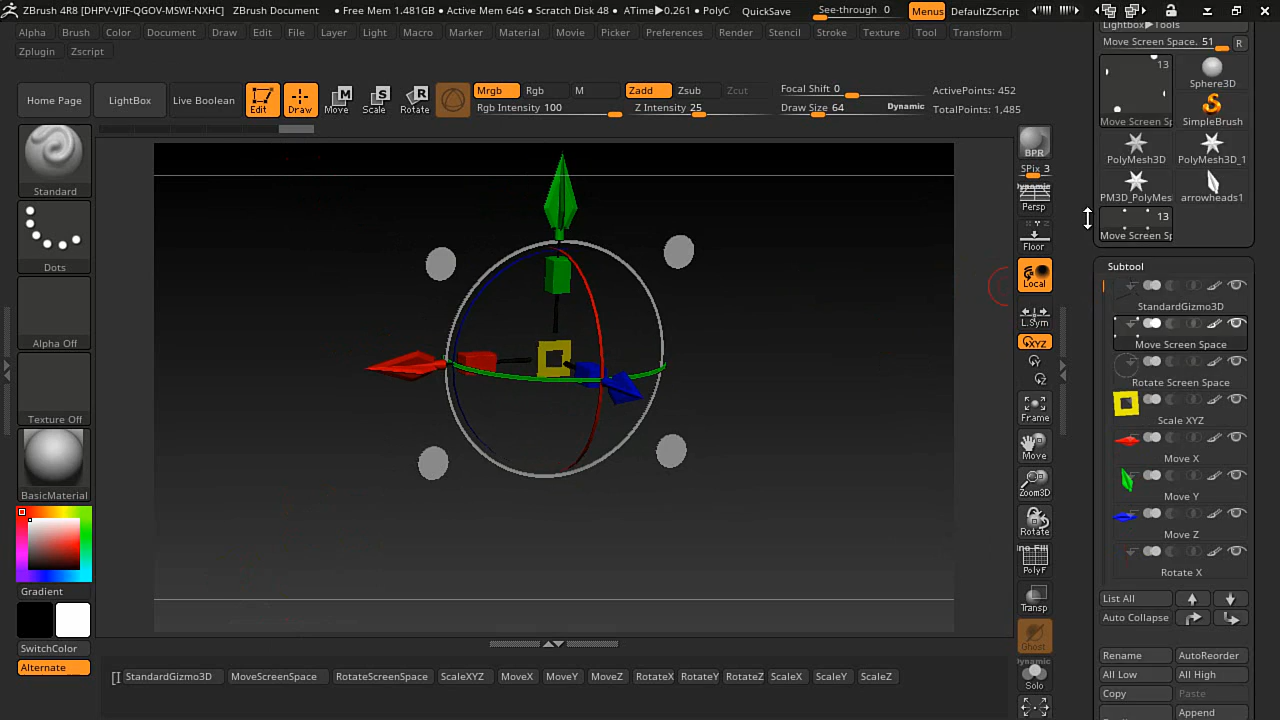 ZBrush 4R8 [DHPV-VJIF-QGOV-MSWI-NXHC] ZBrush Document • Free Mem 1.481GB • Active Mem 646 • Scratch Disk 48 • ATime▶0.261 • PolyC QuickSave See-through 0 Menus DefaultZScript
Alpha Brush Color Document Draw Edit File Layer Light Macro Marker Material Movie Picker Preferences Render Stencil Stroke Texture Tool Transform
Zplugin Zscript
Home Page LightBox Live Boolean Edit Draw Move Scale Rotate
Mrgb Rgb M Zadd Zsub Zcut Focal Shift 0 ActivePoints: 452
Rgb Intensity 100 Z Intensity 25 Draw Size 64 Dynamic TotalPoints: 1,485
Standard
Dots
Alpha Off
Texture Off
BasicMaterial
Gradient
SwitchColor
Alternate
BPR
SPix 3
Dynamic
Persp
Floor
Local
L.Sym
XYZ
Y
Z
Frame
Move
Zoom3D
Rotate
PolyF
Transp
Ghost
Dynamic
Solo
LightBox▶Tools
Move Screen Space. 51 R
13
Move Screen Sp
Sphere3D
SimpleBrush
PolyMesh3D PolyMesh3D_1
PM3D_PolyMes arrowheads1
13
Move Screen Sp
Subtool
StandardGizmo3D
Move Screen Space
Rotate Screen Space
Scale XYZ
Move X
Move Y
Move Z
Rotate X
List All
Auto Collapse
Rename AutoReorder
All Low All High
Copy Paste
Append
StandardGizmo3D MoveScreenSpace RotateScreenSpace ScaleXYZ MoveX MoveY MoveZ RotateX RotateY RotateZ ScaleX ScaleY ScaleZ